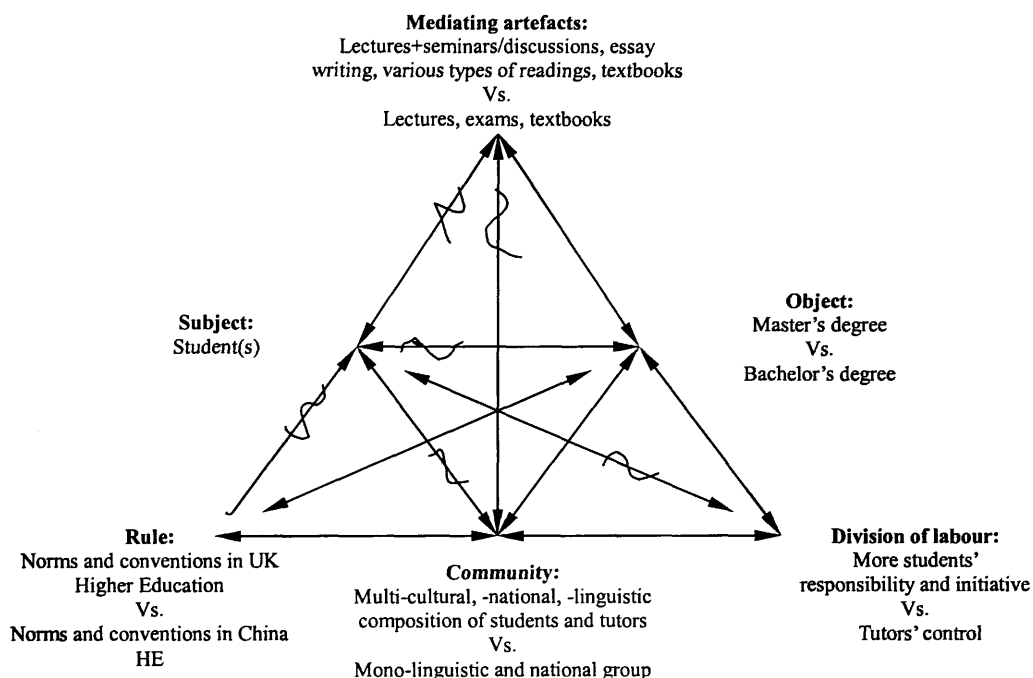 Mediating artefacts:
Lectures+seminars/discussions, essay
writing, various types of readings, textbooks
Vs.
Lectures, exams, textbooks
Subject:
Student(s)
Object:
Master's degree
Vs.
Bachelor's degree
Rule:
Norms and conventions in UK
Higher Education
Vs.
Norms and conventions in China
HE
Community:
Multi-cultural, -national, -linguistic
composition of students and tutors
Vs.
Mono-linguistic and national group
Division of labour:
More students'
responsibility and initiative
Vs.
Tutors' control